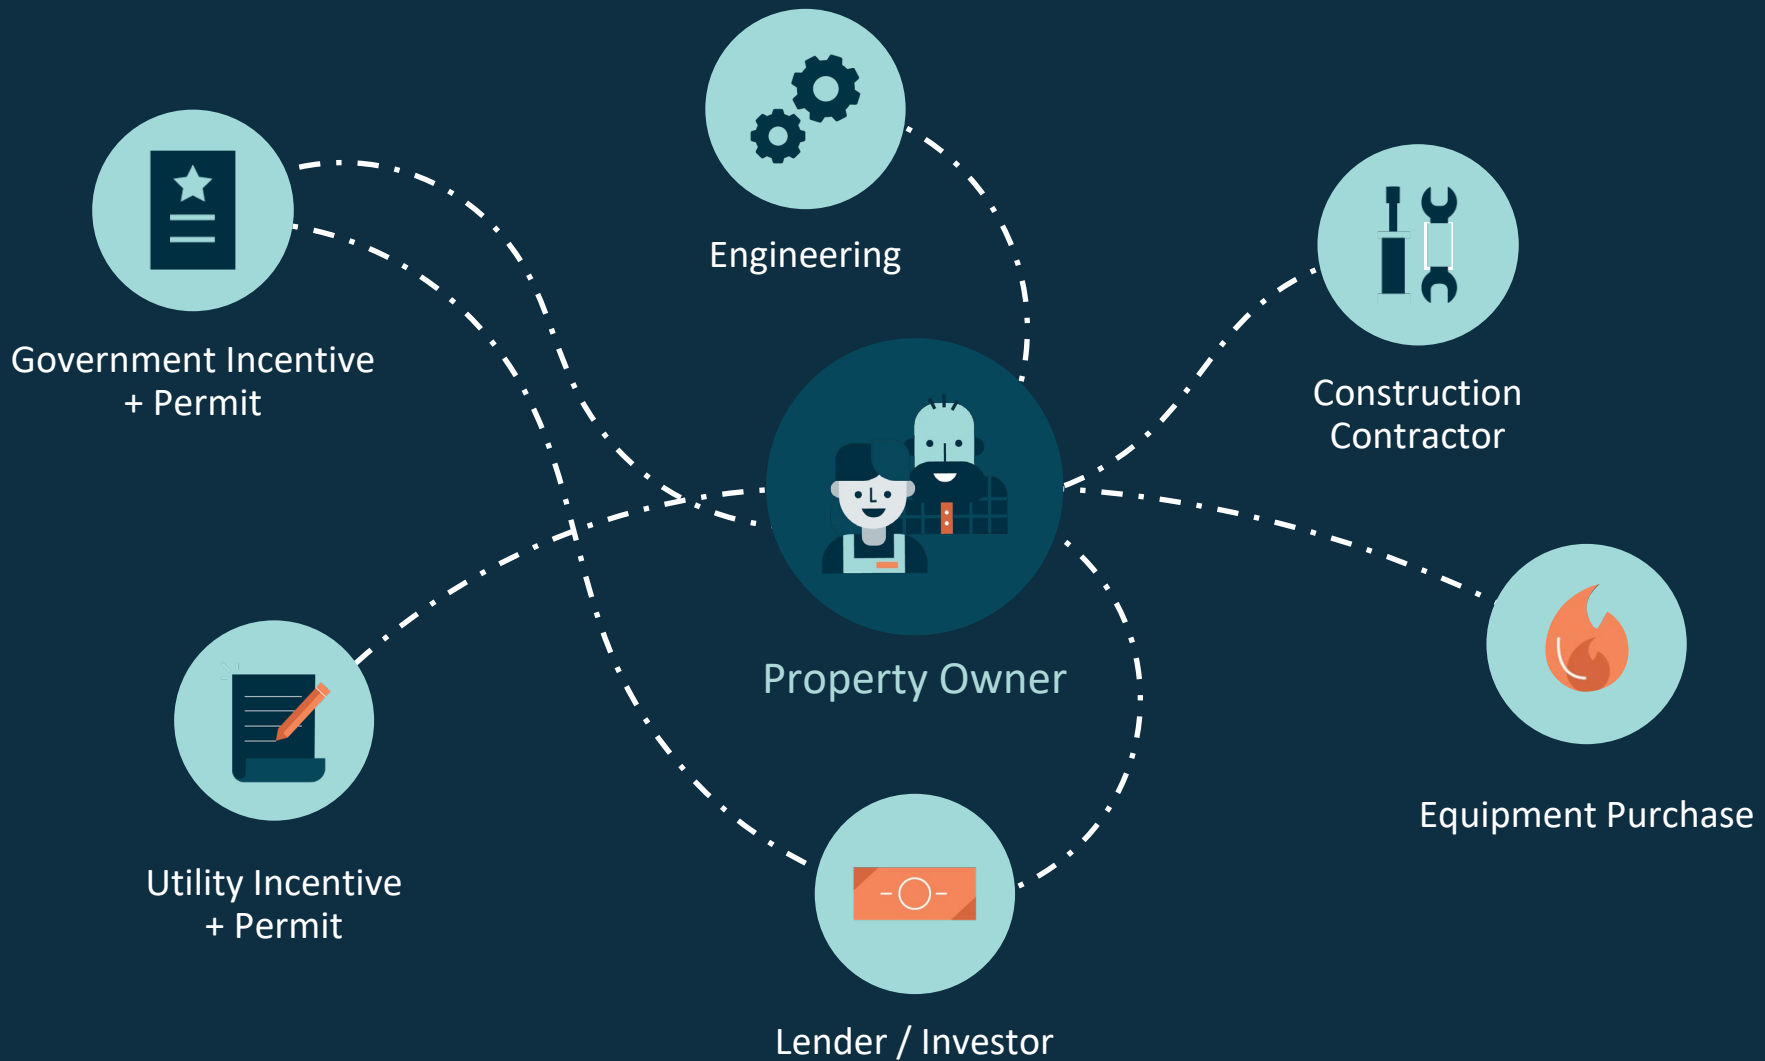 Engineering
Government Incentive
+ Permit
Construction
Contractor
Property Owner
Equipment Purchase
Utility Incentive
+ Permit
Lender / Investor